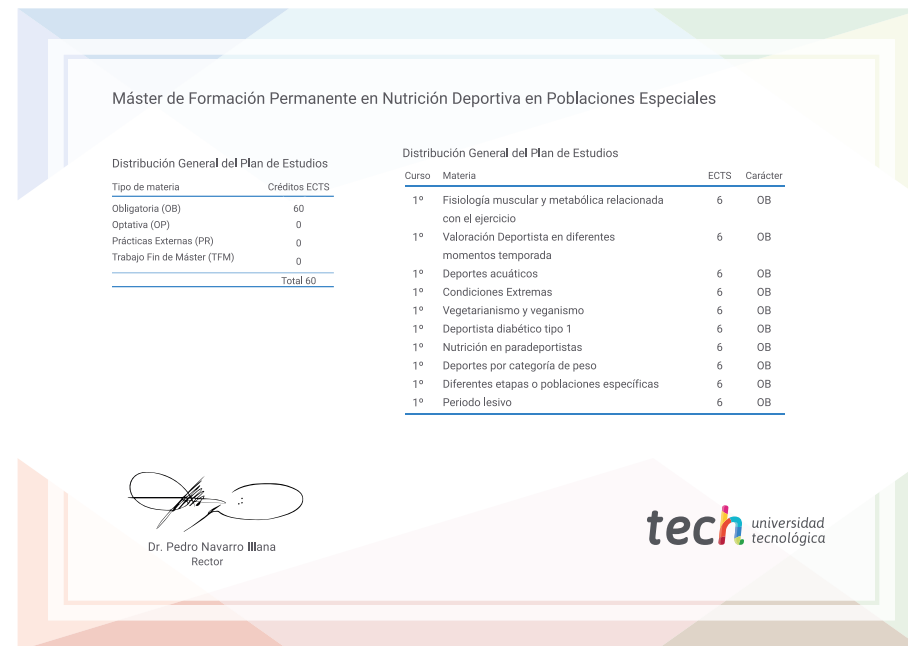 Máster de Formación Permanente en Nutrición Deportiva en Poblaciones Especiales
Distribución General del Plan de Estudios
Tipo de materia Créditos ECTS
Obligatoria (OB) 60
Optativa (OP) 0
Prácticas Externas (PR) 0
Trabajo Fin de Máster (TFM) 0
Total 60
Distribución General del Plan de Estudios
Curso Materia ECTS Carácter
1º Fisiología muscular y metabólica relacionada 6 OB
con el ejercicio
1º Valoración Deportista en diferentes 6 OB
momentos temporada
1º Deportes acuáticos 6 OB
1º Condiciones Extremas 6 OB
1º Vegetarianismo y veganismo 6 OB
1º Deportista diabético tipo 1 6 OB
1º Nutrición en paradeportistas 6 OB
1º Deportes por categoría de peso 6 OB
1º Diferentes etapas o poblaciones específicas 6 OB
1º Periodo lesivo 6 OB
Dr. Pedro Navarro Illana
Rector
tech universidad
tecnológica